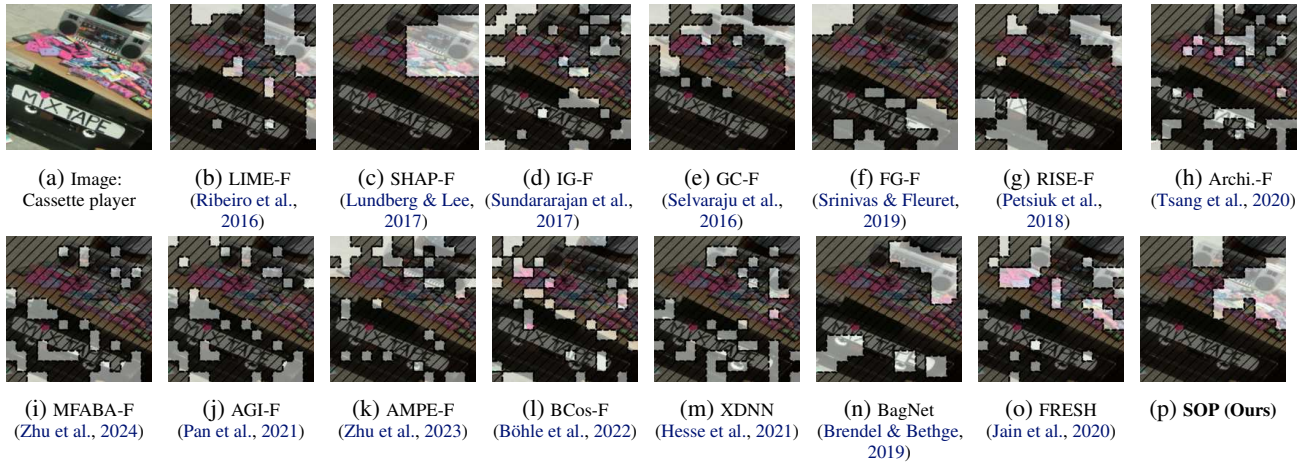 MIXTAPE
(a) Image:
Cassette player
(b) LIME-F
(Ribeiro et al.,
2016)
(c) SHAP-F
(Lundberg & Lee,
2017)
(d) IG-F
(Sundararajan et al.,
2017)
(e) GC-F
(Selvaraju et al.,
2016)
(f) FG-F
(Srinivas & Fleuret,
2019)
(g) RISE-F
(Petsiuk et al.,
2018)
(h) Archi.-F
(Tsang et al., 2020)
(i) MFABA-F
(Zhu et al., 2024)
(j) AGI-F
(Pan et al., 2021)
(k) AMPE-F
(Zhu et al., 2023)
(l) BCos-F
(Böhle et al., 2022)
(m) XDNN
(Hesse et al., 2021)
(n) BagNet
(Brendel & Bethge,
2019)
(o) FRESH
(Jain et al., 2020)
(p) SOP (Ours)